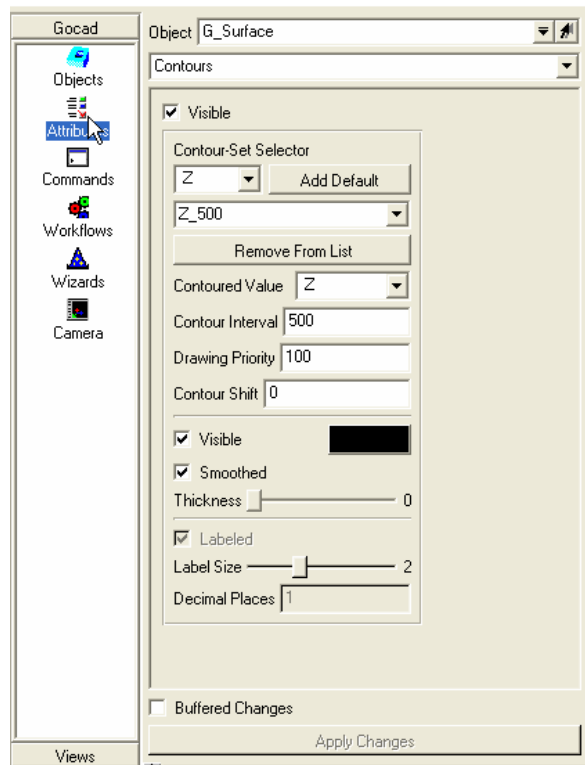 Gocad
Objects
Attributes
Commands
Workflows
Wizards
Camera
Views
Object G_Surface
Contours
Visible
Contour-Set Selector
Z Add Default
Z_500
Remove From List
Contoured Value Z
Contour Interval 500
Drawing Priority 100
Contour Shift 0
Visible
Smoothed
Thickness 0
Labeled
Label Size 2
Decimal Places 1
Buffered Changes
Apply Changes